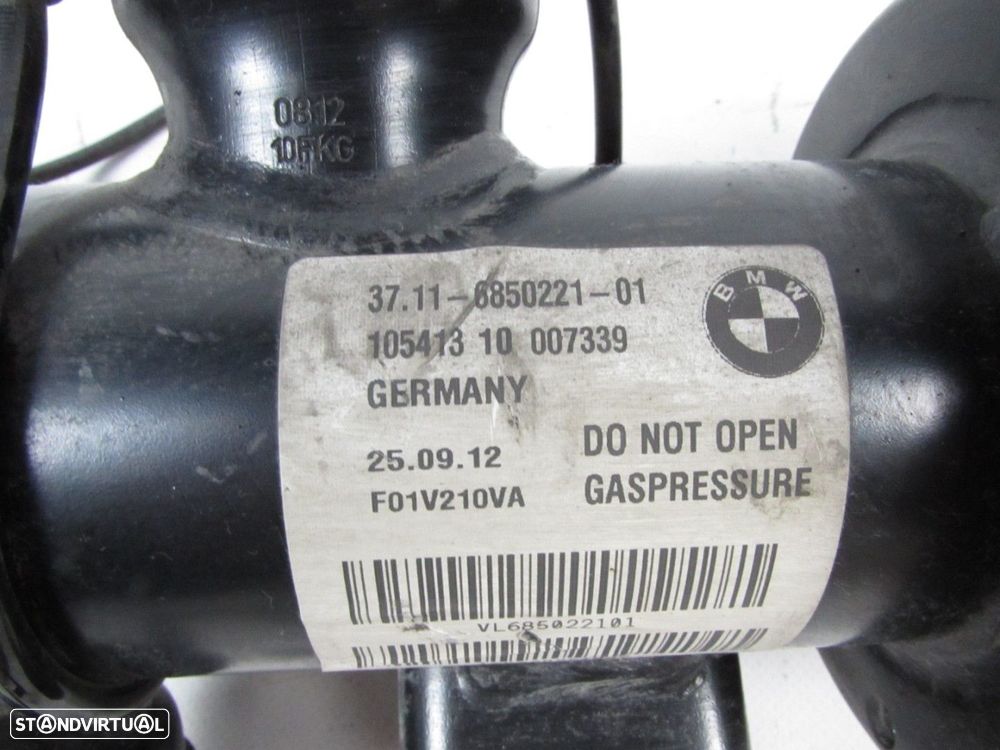 0812
10FKG
37.11-6850221-01
105413 10 007339
GERMANY
25.09.12
F01V210VA
DO NOT OPEN
GASPRESSURE
BMW
VL685022101
STANDVIRTUAL